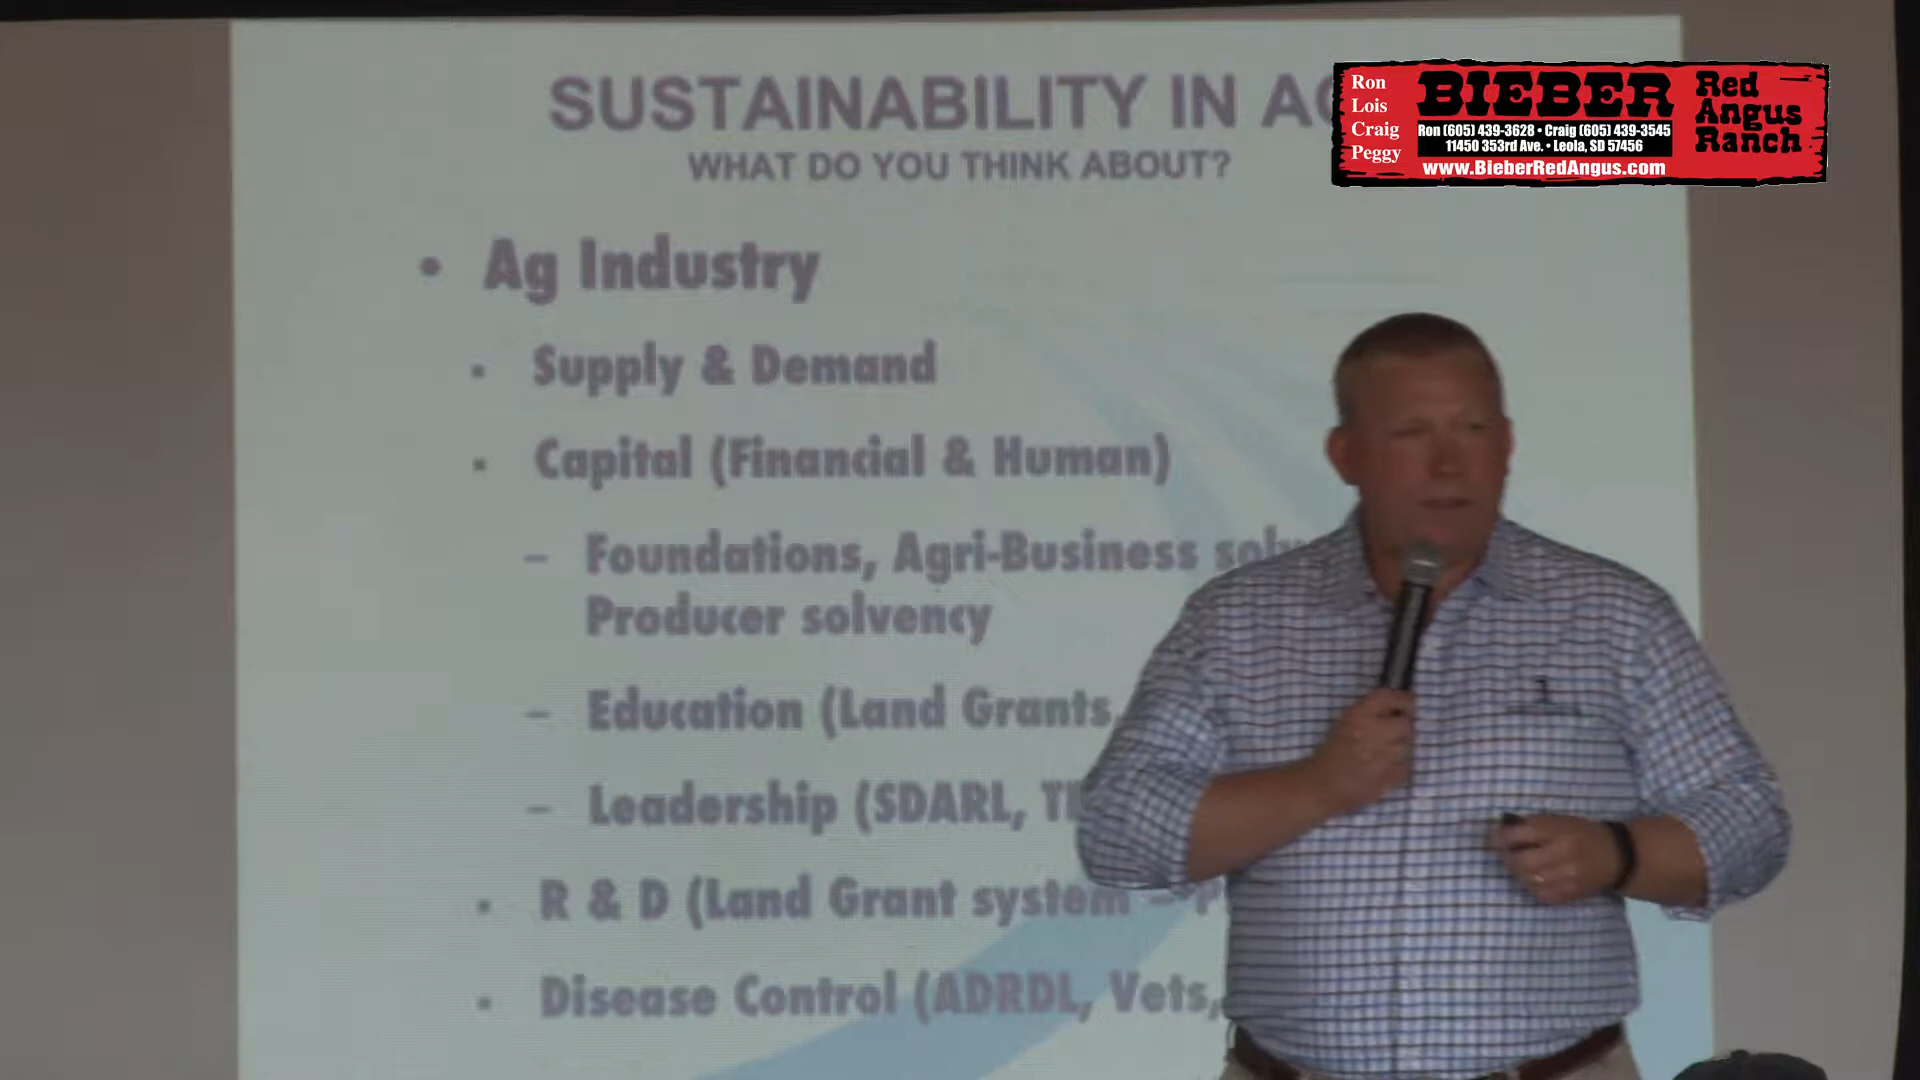 SUSTAINABILITY IN
WHAT DO YOU THINK ABOUT?
• Ag Industry
▪ Supply & Demand
▪ Capital (Financial & Human)
– Foundations, Agri-Business
Producer solvency
– Education (Land Grants,
– Leadership (SDARL,
▪ R & D (Land Grant system –
▪ Disease Control (ADRDL, Vets,
Ron
Lois
Craig
Peggy
BIEBER
Ron (605) 439-3628 • Craig (605) 439-3545
11450 353rd Ave. • Leola, SD 57456
www.BieberRedAngus.com
Red
Angus
Ranch